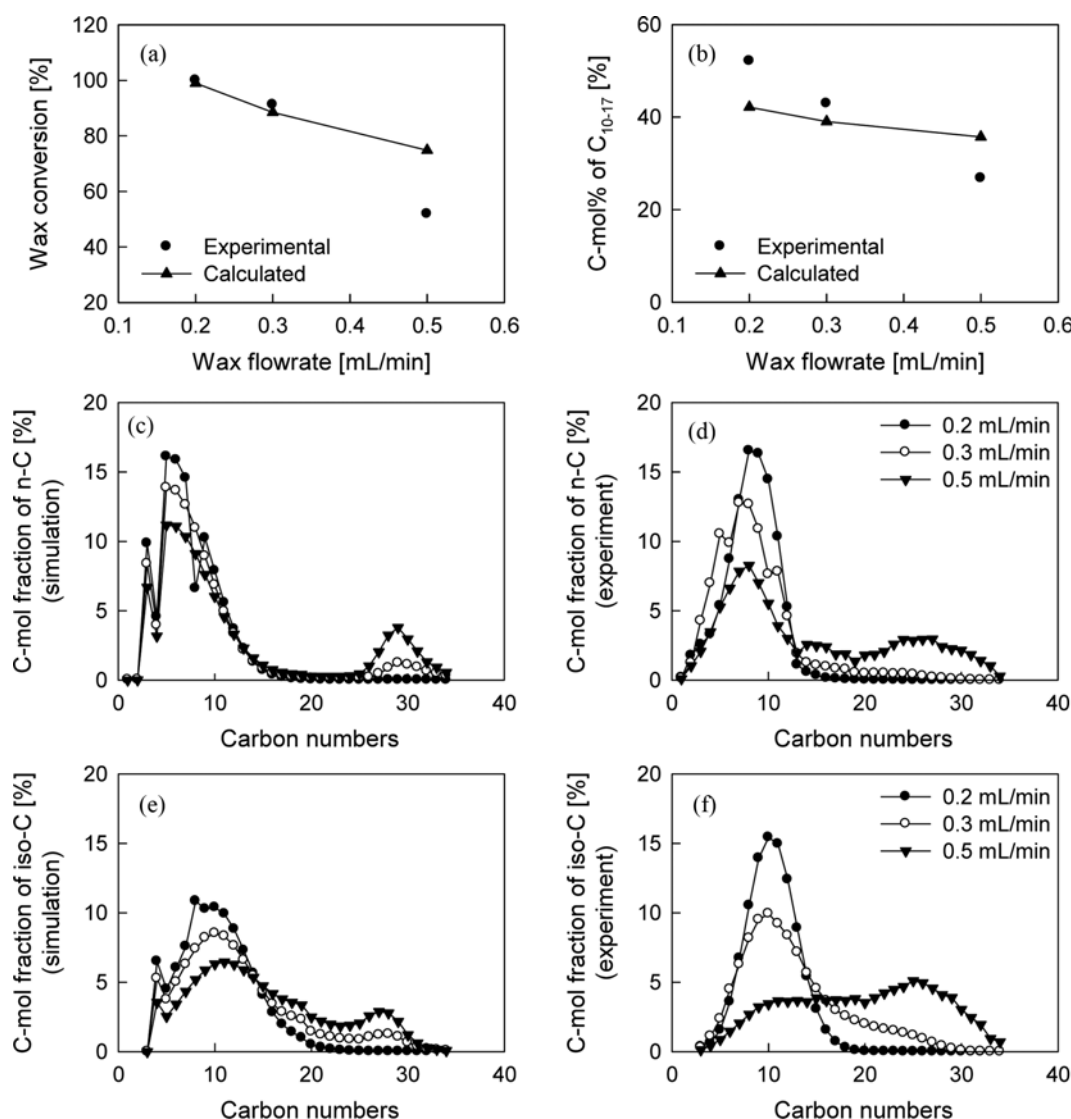 (a)
Wax conversion [%]
120
100
80
60
40
20
Experimental
Calculated
0.1 0.2 0.3 0.4 0.5 0.6
Wax flowrate [mL/min]
(b)
C-mol% of C10-17 [%]
60
40
20
0
Experimental
Calculated
0.1 0.2 0.3 0.4 0.5 0.6
Wax flowrate [mL/min]
(c)
C-mol fraction of n-C [%]
(simulation)
20
15
10
5
0
0 10 20 30 40
Carbon numbers
(d)
C-mol fraction of n-C [%]
(experiment)
20
15
10
5
0
0.2 mL/min
0.3 mL/min
0.5 mL/min
0 10 20 30 40
Carbon numbers
(e)
C-mol fraction of iso-C [%]
(simulation)
20
15
10
5
0
0 10 20 30 40
Carbon numbers
(f)
C-mol fraction of iso-C [%]
(experiment)
20
15
10
5
0
0.2 mL/min
0.3 mL/min
0.5 mL/min
0 10 20 30 40
Carbon numbers